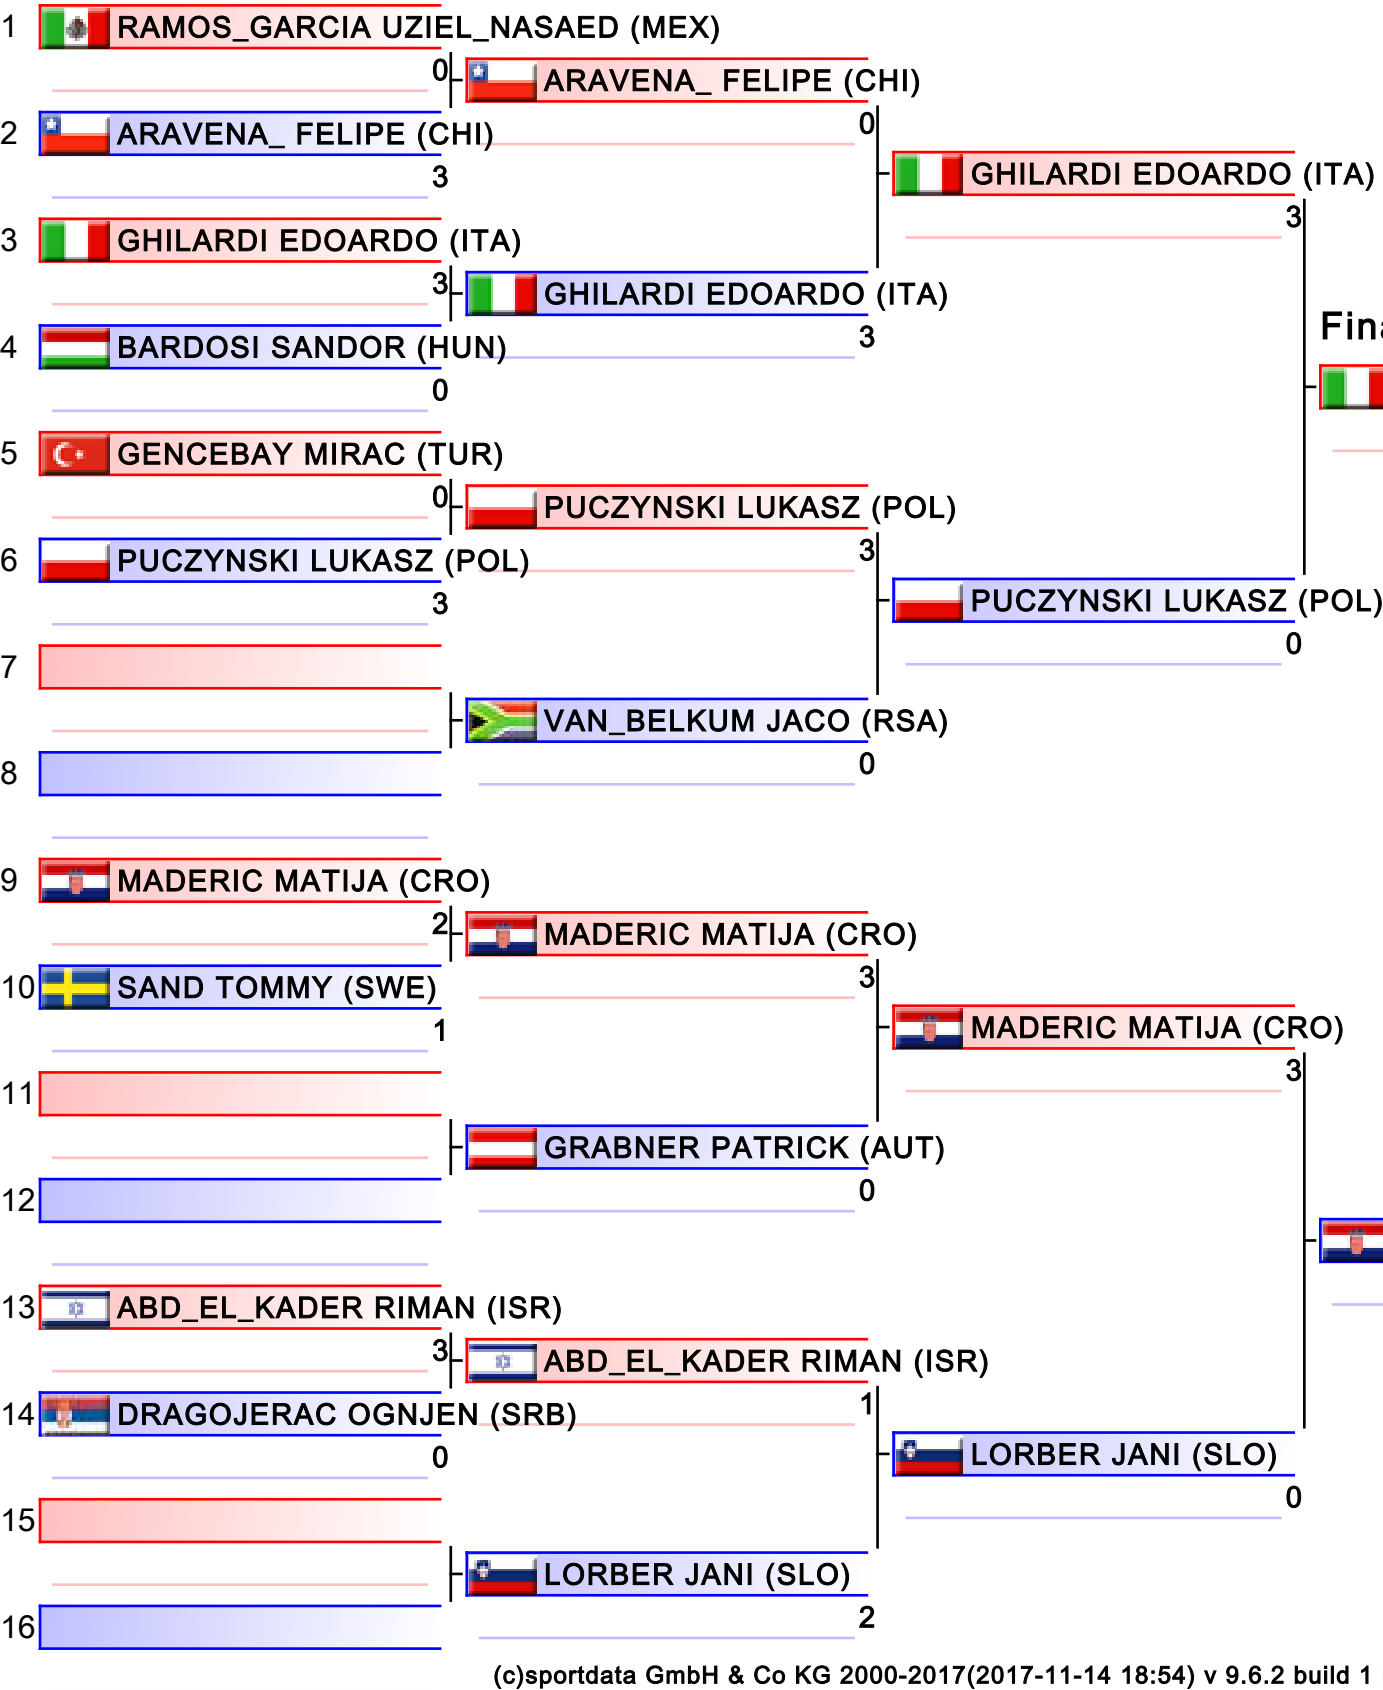 1 RAMOS_GARCIA UZIEL_NASAED (MEX)
0
ARAVENA_ FELIPE (CHI)
0
2 ARAVENA_ FELIPE (CHI)
3
GHILARDI EDOARDO (ITA)
3
3 GHILARDI EDOARDO (ITA)
3
GHILARDI EDOARDO (ITA)
3
4 BARDOSI SANDOR (HUN)
0
5 GENCEBAY MIRAC (TUR)
0
PUCZYNSKI LUKASZ (POL)
3
6 PUCZYNSKI LUKASZ (POL)
3
PUCZYNSKI LUKASZ (POL)
0
7
VAN_BELKUM JACO (RSA)
0
8
9 MADERIC MATIJA (CRO)
2
MADERIC MATIJA (CRO)
3
10 SAND TOMMY (SWE)
1
MADERIC MATIJA (CRO)
3
11
GRABNER PATRICK (AUT)
0
12
13 ABD_EL_KADER RIMAN (ISR)
3
ABD_EL_KADER RIMAN (ISR)
1
14 DRAGOJERAC OGNJEN (SRB)
0
LORBER JANI (SLO)
0
15
LORBER JANI (SLO)
2
16
(c)sportdata GmbH & Co KG 2000-2017(2017-11-14 18:54) v 9.6.2 build 1